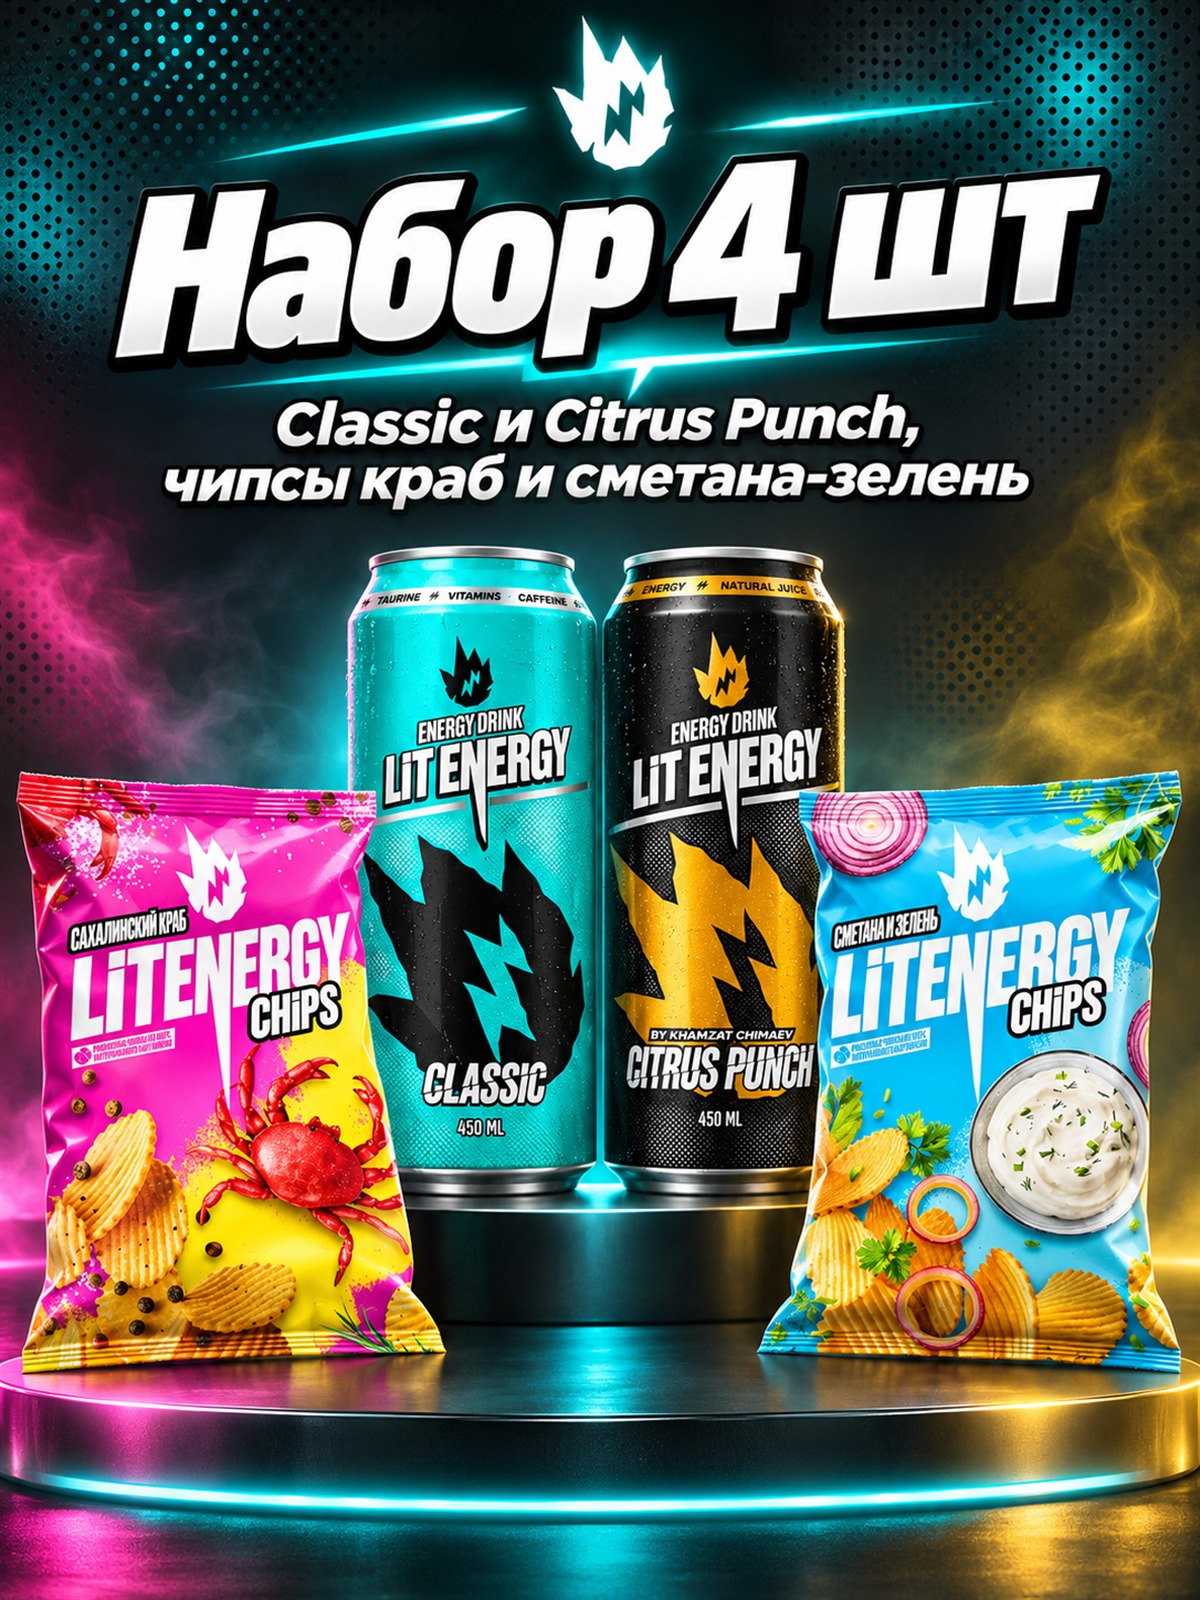 Набор 4 шт
Classic и Citrus Punch,
чипсы краб и сметана-зелень
TAURINE VITAMINS · CAFFEINE
ENERGY DRINK
LIT ENERGY
CLASSIC
450 ML
ENERGY NATURAL JUICE
ENERGY DRINK
LIT ENERGY
BY KHAMZAT CHIMAEV
CITRUS PUNCH
450 ML
САХАЛИНСКИЙ КРАБ
LITENERGY
CHIPS
СМЕТАНА И ЗЕЛЕНЬ
LITENERGY
CHIPS